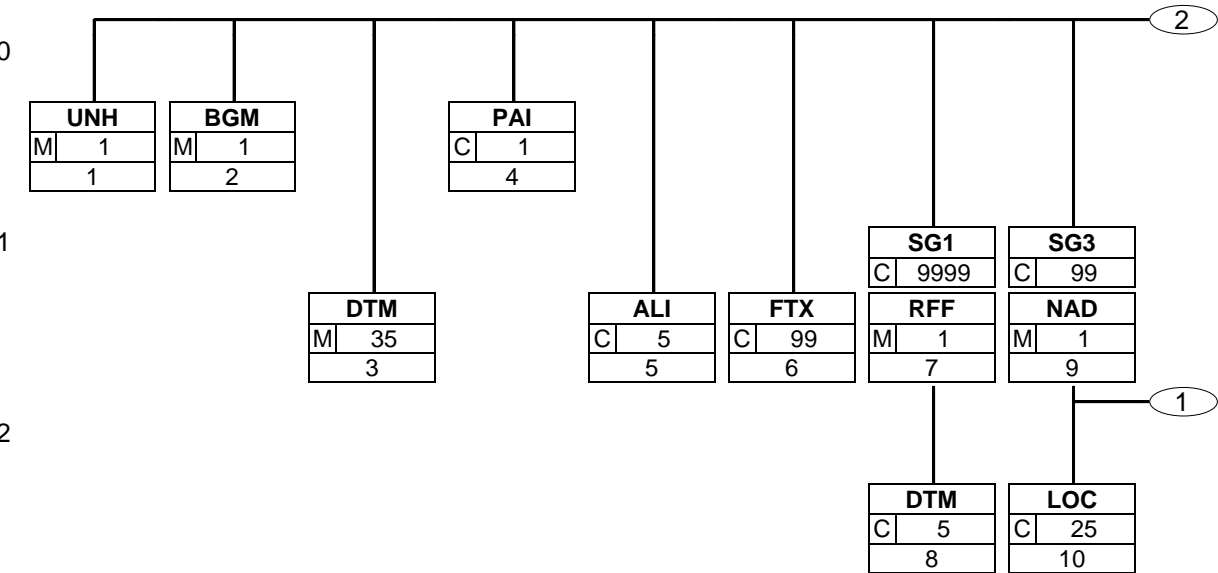 2
0
UNH BGM PAI
M 1 M 1 C 1
1 2 4
1
SG1 SG3
C 9999 C 99
DTM ALI FTX RFF NAD
M 35 C 5 C 99 M 1 M 1
3 5 6 7 9
1
2
DTM LOC
C 5 C 25
8 10